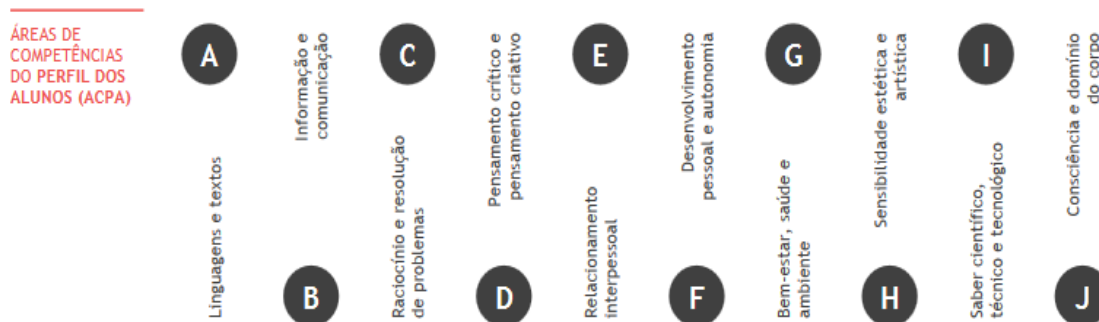 ÁREAS DE
COMPETÊNCIAS
DO PERFIL DOS
ALUNOS (ACPA)
A
Linguagens e textos
Informação e
comunicação
B
C
Raciocínio e resolução
de problemas
Pensamento crítico e
pensamento criativo
D
E
Relacionamento
interpessoal
Desenvolvimento
pessoal e autonomia
F
G
Bem-estar, saúde e
ambiente
Sensibilidade estética e
artística
H
I
Saber científico,
técnico e tecnológico
Consciência e domínio
do corpo
J